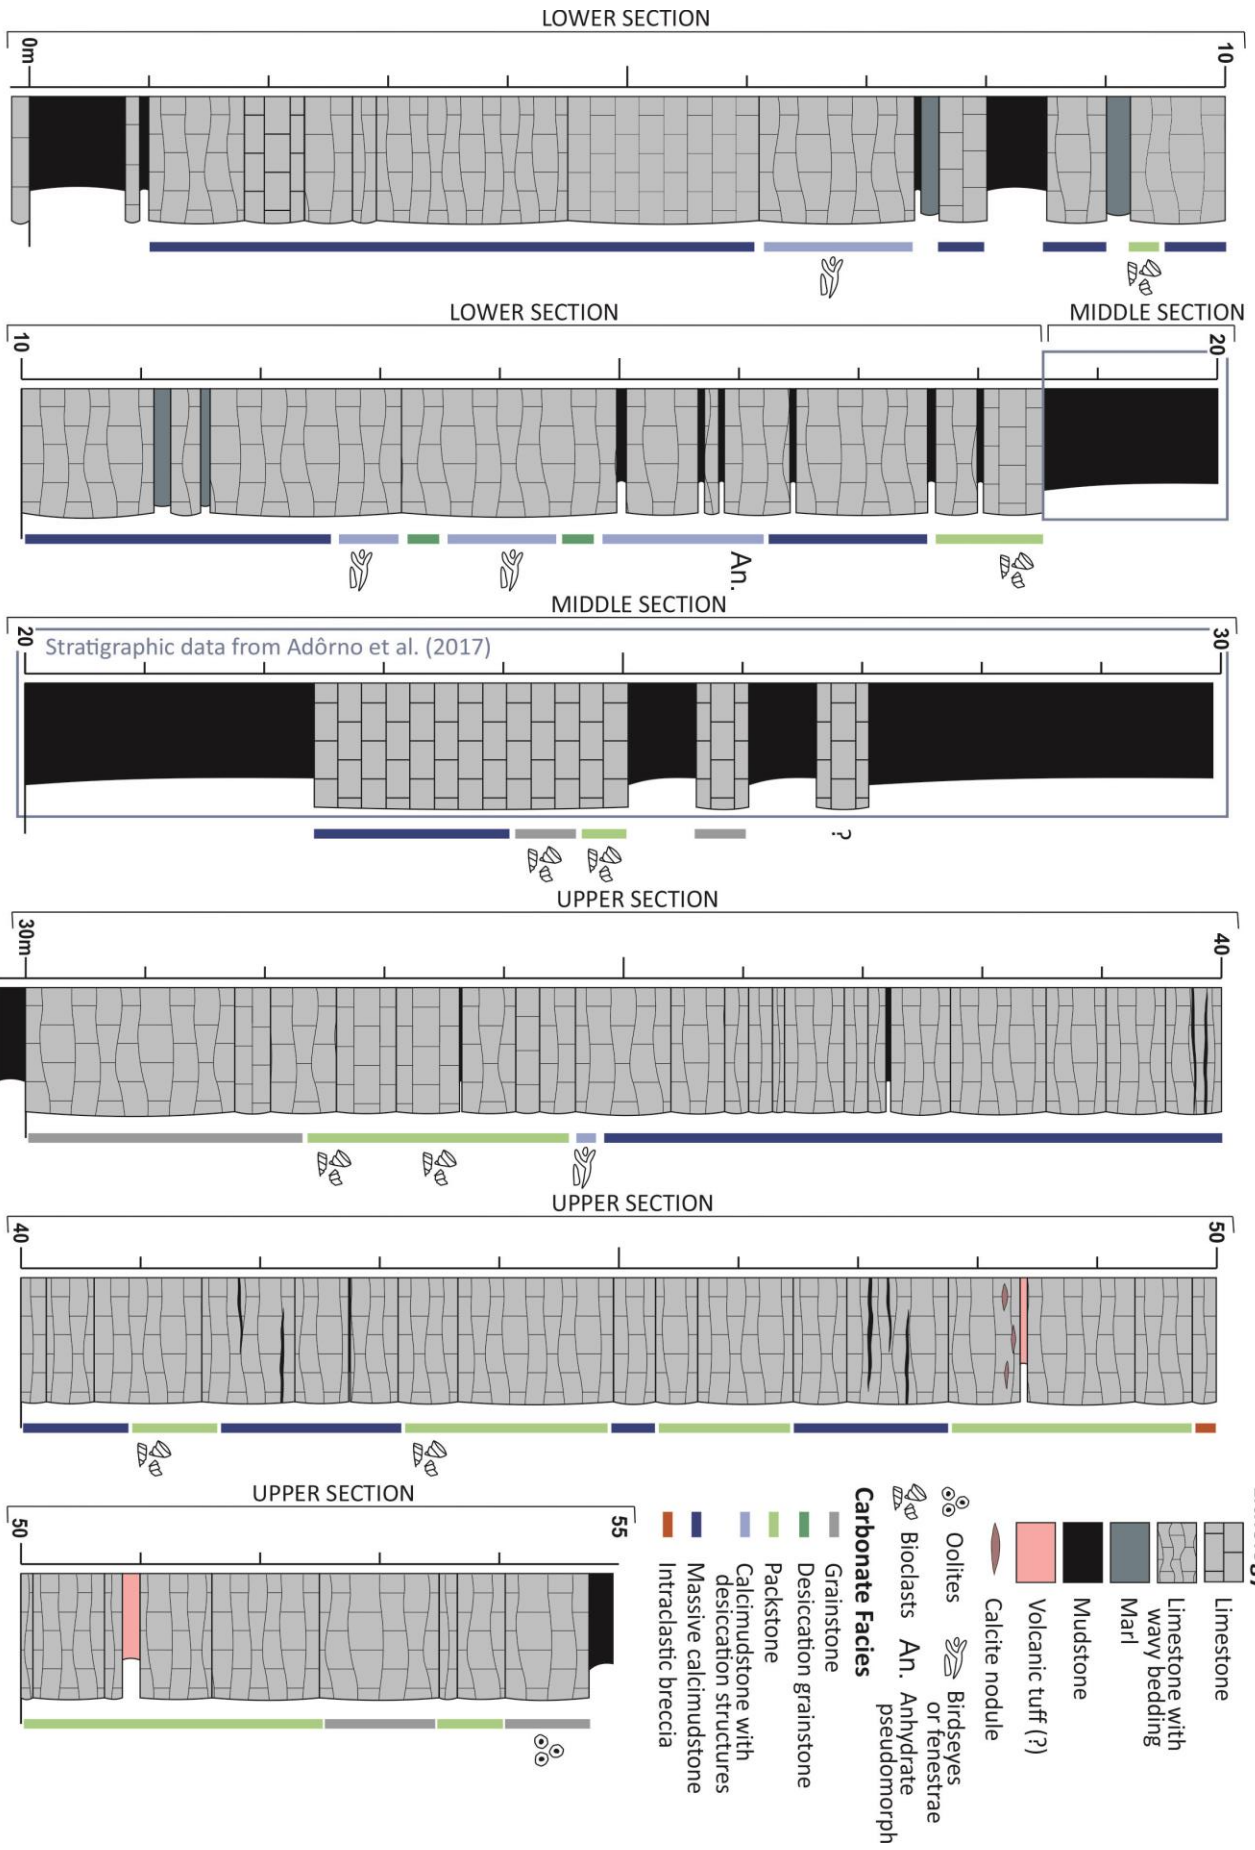 LOWER SECTION
0m
10
LOWER SECTION
MIDDLE SECTION
10
20
An.
MIDDLE SECTION
20
30
Stratigraphic data from Adôrno et al. (2017)
?
UPPER SECTION
30m
40
UPPER SECTION
40
50
UPPER SECTION
50
55
Limestone
Limestone with
wavy bedding
Marl
Mudstone
Volcanic tuff (?)
Calcite nodule
Oolites
Birdseyes
or fenestrae
Bioclasts
An. Anhydrate
pseudomorph
Carbonate Facies
Grainstone
Desiccation grainstone
Packstone
Calcimudstone with
desiccation structures
Massive calcimudstone
Intraclastic breccia